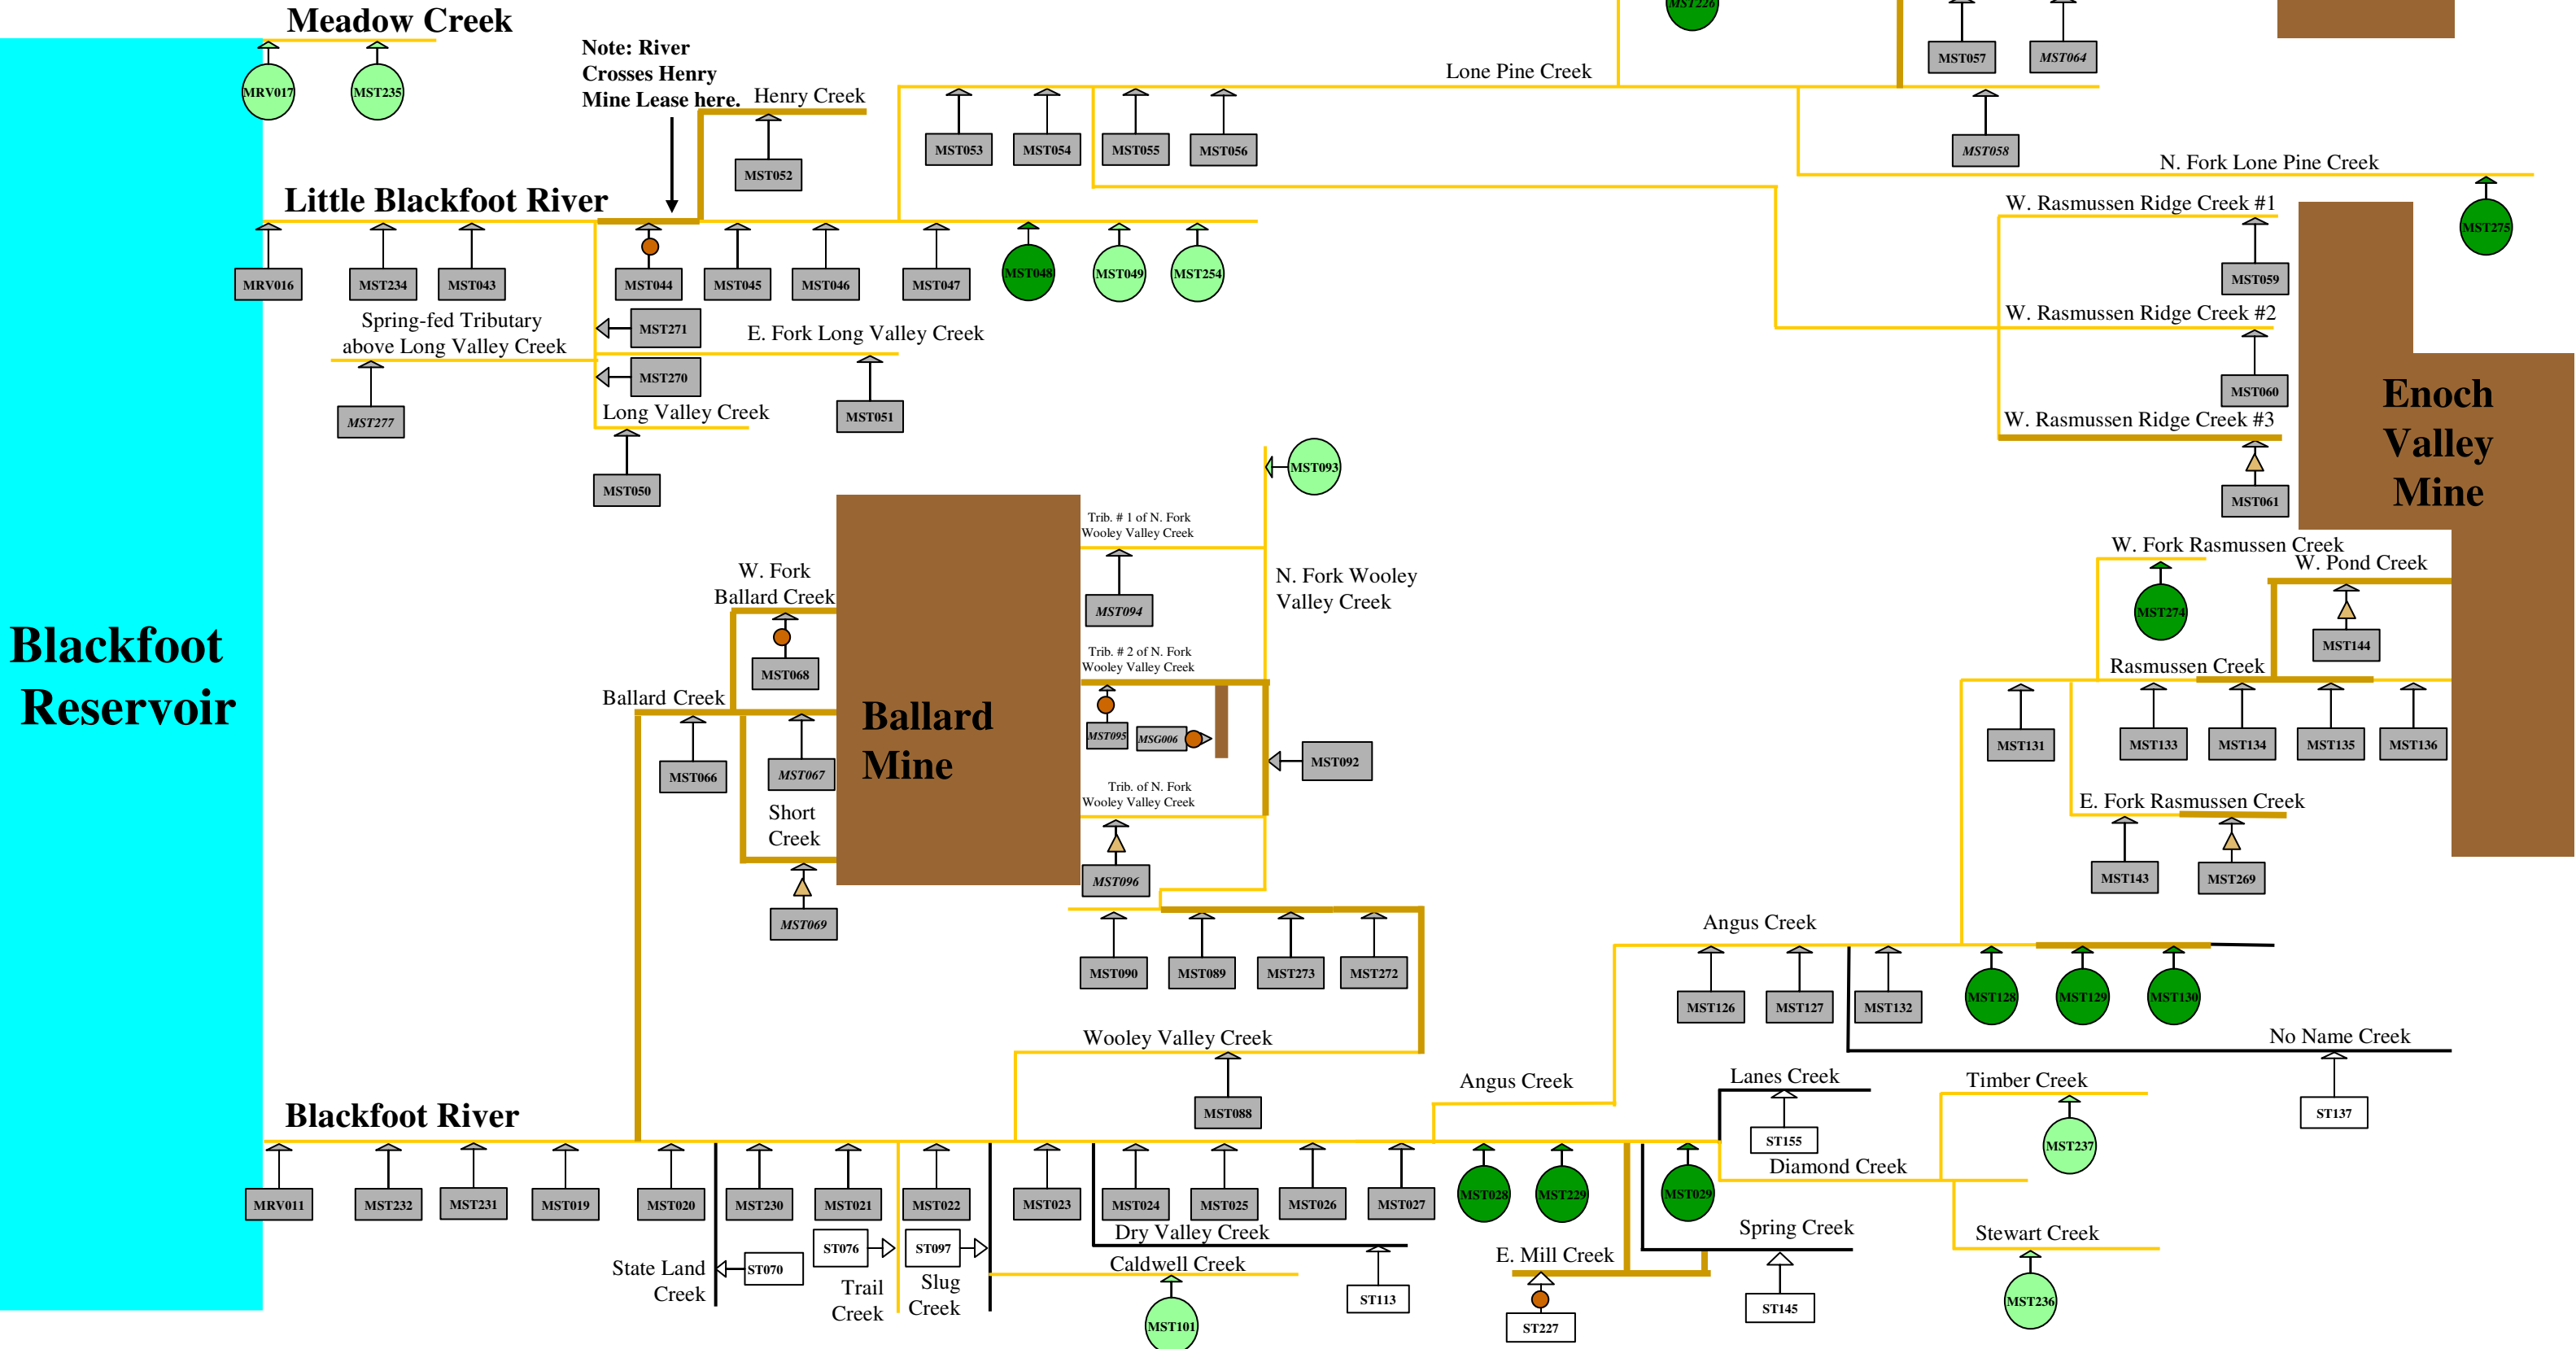 Meadow Creek
MST226
MRV017
MST235
Note: River
Crosses Henry
Mine Lease here.
Henry Creek
Lone Pine Creek
MST057
MST064
MST052
MST053
MST054
MST055
MST056
MST058
N. Fork Lone Pine Creek
MST275
Little Blackfoot River
W. Rasmussen Ridge Creek #1
MRV016
MST234
MST043
MST044
MST045
MST046
MST047
MST048
MST049
MST254
MST059
Spring-fed Tributary
above Long Valley Creek
MST271
E. Fork Long Valley Creek
W. Rasmussen Ridge Creek #2
MST270
MST060
MST277
Long Valley Creek
MST051
W. Rasmussen Ridge Creek #3
MST050
MST061
Enoch
Valley
Mine
MST093
Trib. # 1 of N. Fork
Wooley Valley Creek
MST094
N. Fork Wooley
Valley Creek
W. Fork
Ballard Creek
MST068
W. Fork Rasmussen Creek
W. Pond Creek
MST274
MST144
Blackfoot
Reservoir
Ballard Creek
Ballard
Mine
Trib. # 2 of N. Fork
Wooley Valley Creek
MST095
MSG006
MST092
Rasmussen Creek
MST066
MST067
MST131
MST133
MST134
MST135
MST136
Short
Creek
Trib. of N. Fork
Wooley Valley Creek
MST096
E. Fork Rasmussen Creek
MST143
MST269
MST069
Angus Creek
MST090
MST089
MST273
MST272
MST126
MST127
MST132
MST128
MST129
MST130
Wooley Valley Creek
No Name Creek
MST088
Angus Creek
Lanes Creek
Timber Creek
ST137
Blackfoot River
ST155
MST237
Diamond Creek
MRV011
MST232
MST231
MST019
MST020
MST230
MST021
MST022
MST023
MST024
MST025
MST026
MST027
MST028
MST229
MST029
Dry Valley Creek
Spring Creek
Stewart Creek
ST076
ST097
State Land
Creek
ST070
Trail
Creek
Slug
Creek
Caldwell Creek
E. Mill Creek
MST101
ST113
ST227
ST145
MST236